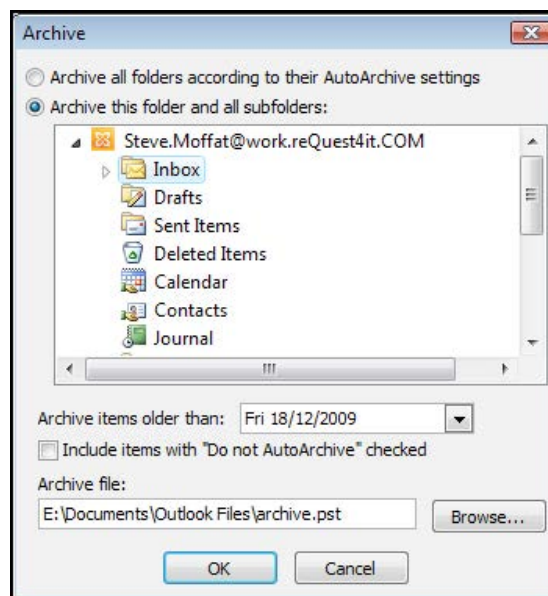 Archive
Archive all folders according to their AutoArchive settings
Archive this folder and all subfolders:
Steve.Moffat@work.reQuest4it.COM
Inbox
Drafts
Sent Items
Deleted Items
Calendar
Contacts
Journal
Archive items older than: Fri 18/12/2009
Include items with "Do not AutoArchive" checked
Archive file:
E:\Documents\Outlook Files\archive.pst Browse...
OK Cancel